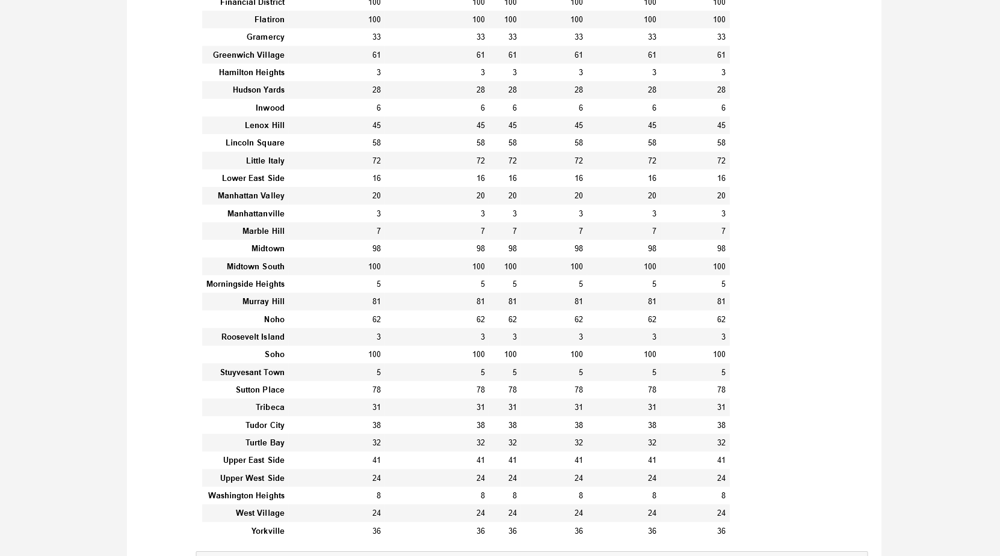 Financial District 100 100 100 100 100 100
Flatiron 100 100 100 100 100 100
Gramercy 33 33 33 33 33 33
Greenwich Village 61 61 61 61 61 61
Hamilton Heights 3 3 3 3 3 3
Hudson Yards 28 28 28 28 28 28
Inwood 6 6 6 6 6 6
Lenox Hill 45 45 45 45 45 45
Lincoln Square 58 58 58 58 58 58
Little Italy 72 72 72 72 72 72
Lower East Side 16 16 16 16 16 16
Manhattan Valley 20 20 20 20 20 20
Manhattanville 3 3 3 3 3 3
Marble Hill 7 7 7 7 7 7
Midtown 98 98 98 98 98 98
Midtown South 100 100 100 100 100 100
Morningside Heights 5 5 5 5 5 5
Murray Hill 81 81 81 81 81 81
Noho 62 62 62 62 62 62
Roosevelt Island 3 3 3 3 3 3
Soho 100 100 100 100 100 100
Stuyvesant Town 5 5 5 5 5 5
Sutton Place 78 78 78 78 78 78
Tribeca 31 31 31 31 31 31
Tudor City 38 38 38 38 38 38
Turtle Bay 32 32 32 32 32 32
Upper East Side 41 41 41 41 41 41
Upper West Side 24 24 24 24 24 24
Washington Heights 8 8 8 8 8 8
West Village 24 24 24 24 24 24
Yorkville 36 36 36 36 36 36